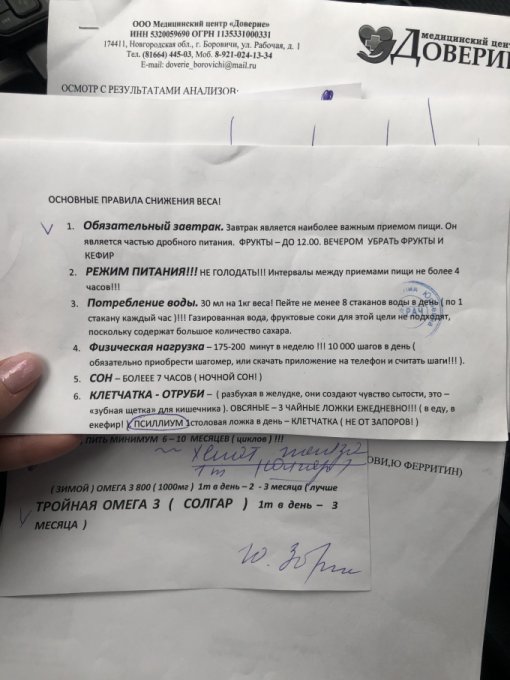 ООО Медицинский центр «Доверие»
ИНН 5320059690 ОГРН 1135331000331
174411, Новгородская обл., г. Боровичи, ул. Рабочая, д. 1
Тел. (81664) 445-03, Моб. 8-921-024-13-34
E-mail: doverie_borovichi@mail.ru
медицинский цент
ДОВЕРИЕ
ОСМОТР С РЕЗУЛЬТАТАМИ АНАЛИЗОВ:
ОСНОВНЫЕ ПРАВИЛА СНИЖЕНИЯ ВЕСА!
1. Обязательный завтрак. Завтрак является наиболее важным приемом пищи. Он
является частью дробного питания. ФРУКТЫ – ДО 12.00. ВЕЧЕРОМ УБРАТЬ ФРУКТЫ И
КЕФИР
2. РЕЖИМ ПИТАНИЯ!!! НЕ ГОЛОДАТЬ!!! Интервалы между приемами пищи не более 4
часов!!!
3. Потребление воды. 30 мл на 1кг веса! Пейте не менее 8 стаканов воды в день ( по 1
стакану каждый час )!!! Газированная вода, фруктовые соки для этой цели не подходят,
поскольку содержат большое количество сахара.
4. Физическая нагрузка – 175-200 минут в неделю !!! 10 000 шагов в день (
обязательно приобрести шагомер, или скачать приложение на телефон и считать шаги!!! ).
5. СОН – БОЛЕЕЕ 7 ЧАСОВ ( НОЧНОЙ СОН! )
6. КЛЕТЧАТКА - ОТРУБИ – ( разбухая в желудке, они создают чувство сытости, это –
«зубная щетка» для кишечника ). ОВСЯНЫЕ – 3 ЧАЙНЫЕ ЛОЖКИ ЕЖЕДНЕВНО!!! ( в еду, в
екефир! ) ПСИЛЛИУМ 1столовая ложка в день – КЛЕТЧАТКА ( НЕ ОТ ЗАПОРОВ! )
ПИТЬ МИНИМУМ 6 – 10 МЕСЯЦЕВ ( циклов ) !!!
хелат железа
1т
ОВИ,Ю ФЕРРИТИН)
( ЗИМОЙ ) ОМЕГА 3 800 ( 1000мг ) 1т в день – 2 - 3 месяца ( лучше
ТРОЙНАЯ ОМЕГА 3 ( СОЛГАР ) 1т в день – 3
МЕСЯЦА )